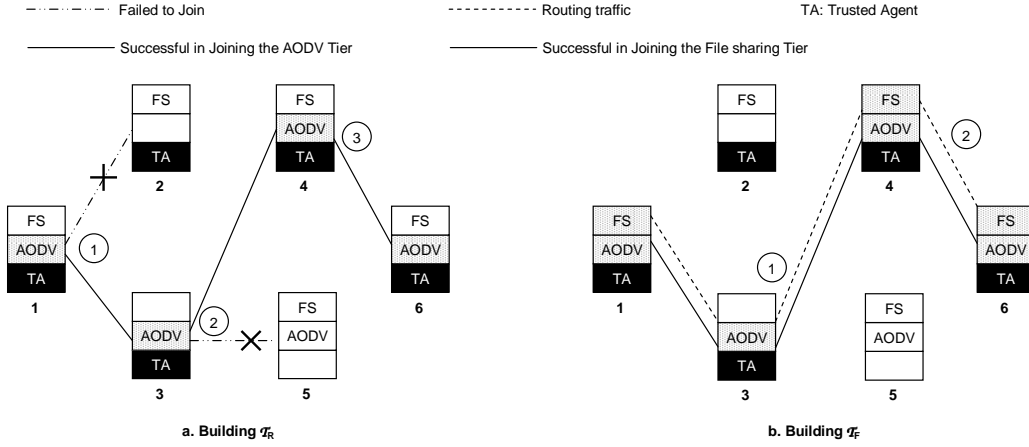 Failed to Join
Routing traffic
TA: Trusted Agent
Successful in Joining the AODV Tier
Successful in Joining the File sharing Tier
FS
TA
2
FS
AODV
TA
4
3
FS
AODV
TA
1
1
AODV
TA
3
2
FS
AODV
5
FS
AODV
TA
6
a. Building 𝒯R
FS
TA
2
FS
AODV
TA
4
2
FS
AODV
TA
1
1
AODV
TA
3
FS
AODV
5
FS
AODV
TA
6
b. Building 𝒯F